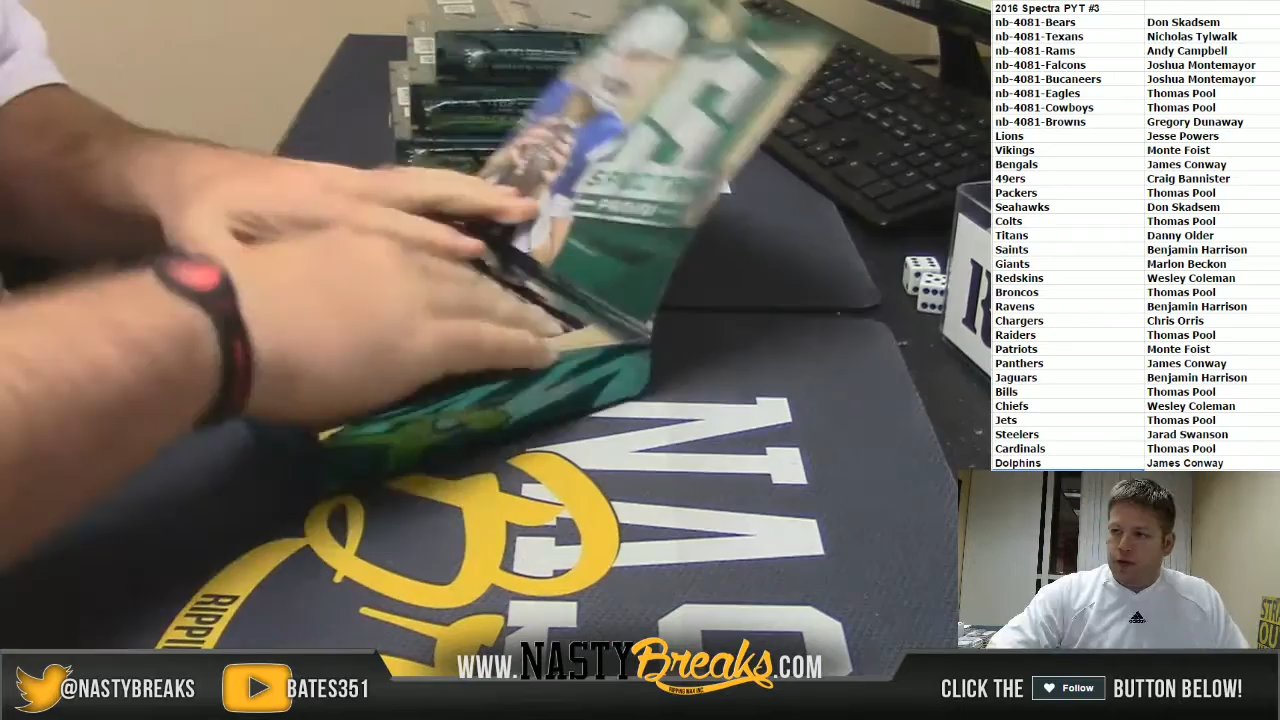 2016 Spectra PYT #3
nb-4081-Bears Don Skadsem
nb-4081-Texans Nicholas Tylwalk
nb-4081-Rams Andy Campbell
nb-4081-Falcons Joshua Montemayor
nb-4081-Bucaneers Joshua Montemayor
nb-4081-Eagles Thomas Pool
nb-4081-Cowboys Thomas Pool
nb-4081-Browns Gregory Dunaway
Lions Jesse Powers
Vikings Monte Foist
Bengals James Conway
49ers Craig Bannister
Packers Thomas Pool
Seahawks Don Skadsem
Colts Thomas Pool
Titans Danny Older
Saints Benjamin Harrison
Giants Marlon Beckon
Redskins Wesley Coleman
Broncos Thomas Pool
Ravens Benjamin Harrison
Chargers Chris Orris
Raiders Thomas Pool
Patriots Monte Foist
Panthers James Conway
Jaguars Benjamin Harrison
Bills Thomas Pool
Chiefs Wesley Coleman
Jets Thomas Pool
Steelers Jarad Swanson
Cardinals Thomas Pool
Dolphins James Conway
RIPPI
@NASTYBREAKS
BATES351
WWW.NASTYBreaks.COM
RIPPING WAX INC
CLICK THE Follow BUTTON BELOW!